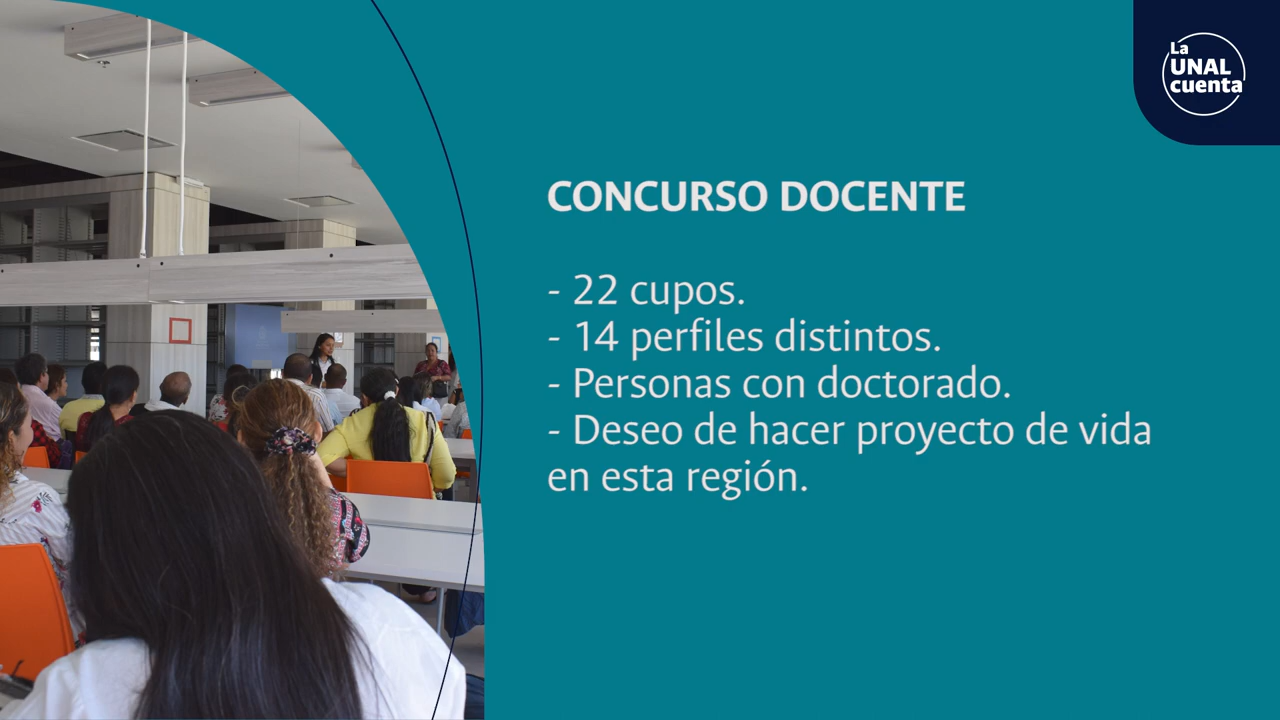 La
UNAL
cuenta
CONCURSO DOCENTE
- 22 cupos.
- 14 perfiles distintos.
- Personas con doctorado.
- Deseo de hacer proyecto de vida
en esta región.